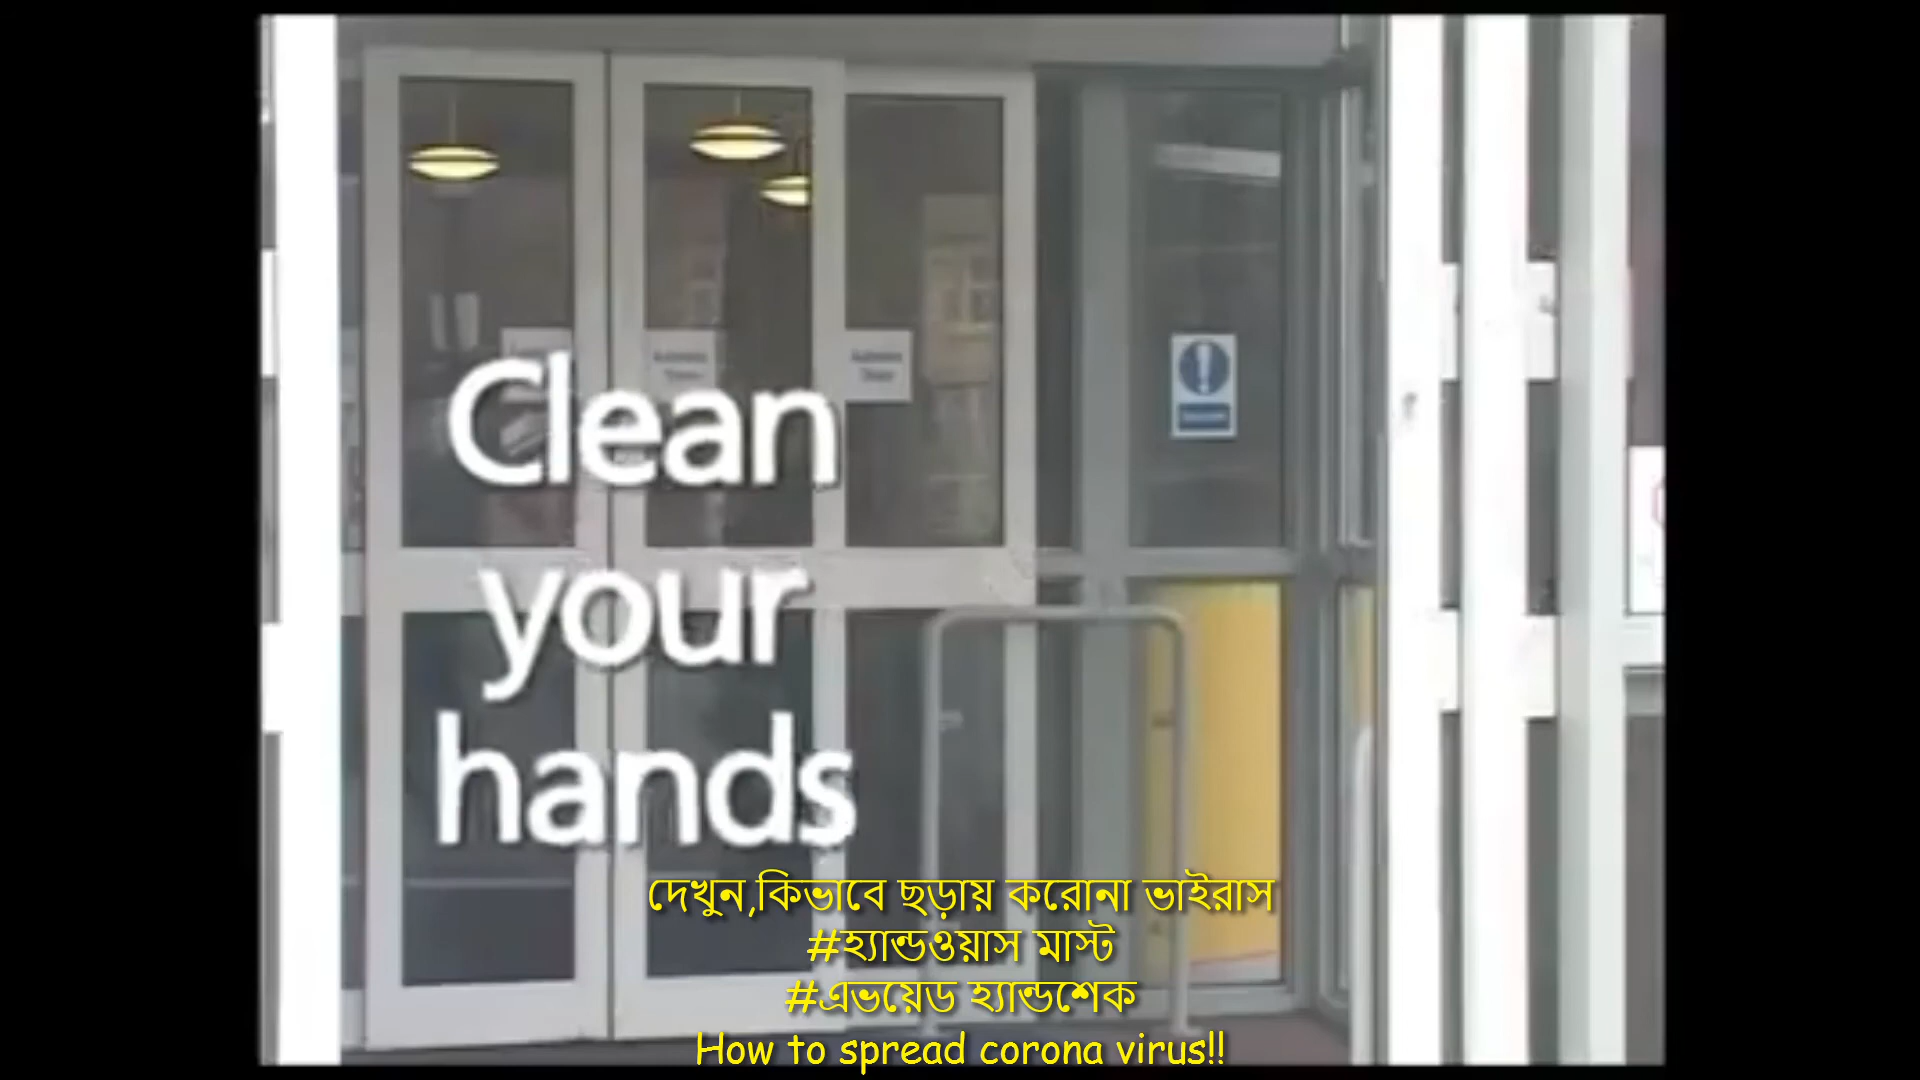 Clean
your
hands
দেখুন,কিভাবে ছড়ায় করোনা ভাইরাস
#হ্যান্ডওয়াস মাস্ট
#এভয়েড হ্যান্ডশেক
How to spread corona virus!!